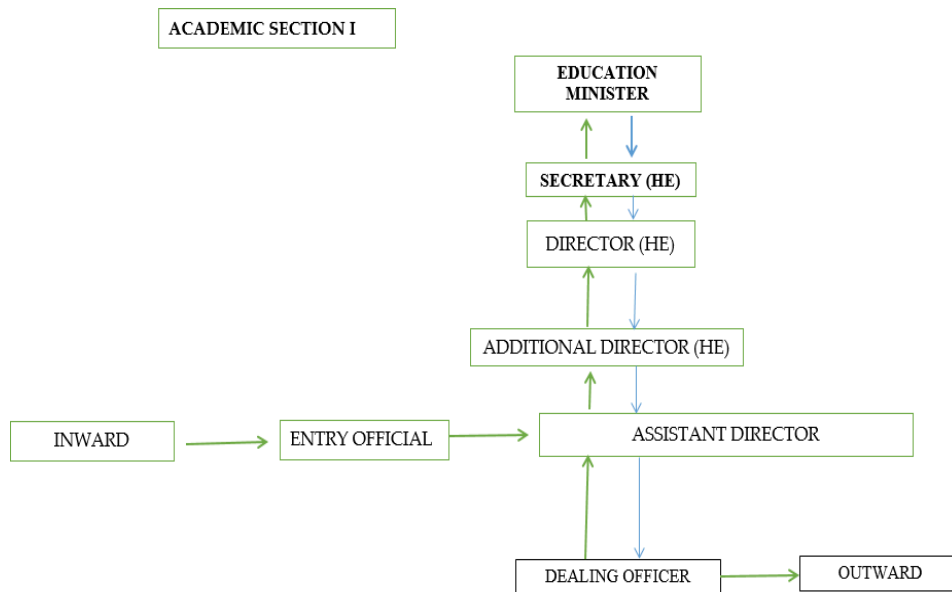 ACADEMIC SECTION I
EDUCATION
MINISTER
SECRETARY (HE)
DIRECTOR (HE)
ADDITIONAL DIRECTOR (HE)
INWARD
ENTRY OFFICIAL
ASSISTANT DIRECTOR
DEALING OFFICER
OUTWARD